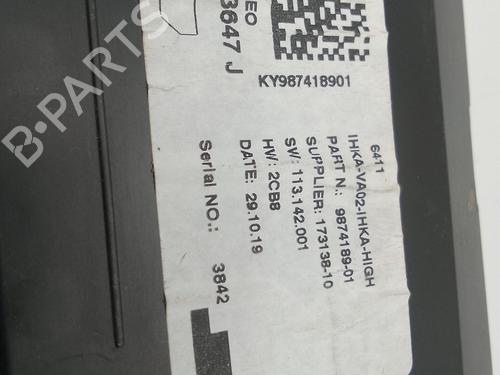 EO
3647 J
KY987418901
6411
IHKA-VA02-IHKA-HIGH
PART N.: 9874189-01
SUPPLIER: 173138-10
SW: 113.142.001
HW: 2CB8
DATE: 29.10.19
Serial NO.: 3842
B-PARTS